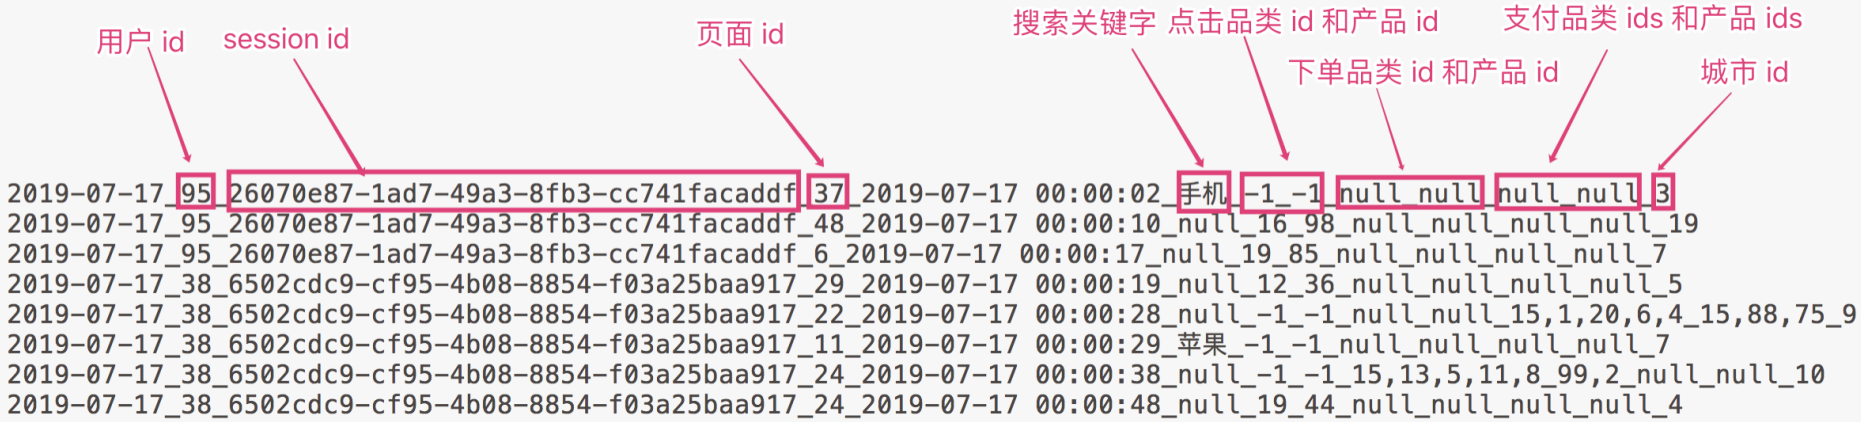 用户 id
session id
页面 id
搜索关键字
点击品类 id 和产品 id
支付品类 ids 和产品 ids
下单品类 id 和产品 id
城市 id
2019-07-17_95_26070e87-1ad7-49a3-8fb3-cc741facaddf_37_2019-07-17 00:00:02_手机_-1_-1_null_null_null_null_3
2019-07-17_95_26070e87-1ad7-49a3-8fb3-cc741facaddf_48_2019-07-17 00:00:10_null_16_98_null_null_null_null_19
2019-07-17_95_26070e87-1ad7-49a3-8fb3-cc741facaddf_6_2019-07-17 00:00:17_null_19_85_null_null_null_null_7
2019-07-17_38_6502cdc9-cf95-4b08-8854-f03a25baa917_29_2019-07-17 00:00:19_null_12_36_null_null_null_null_5
2019-07-17_38_6502cdc9-cf95-4b08-8854-f03a25baa917_22_2019-07-17 00:00:28_null_-1_-1_null_null_15,1,20,6,4_15,88,75_9
2019-07-17_38_6502cdc9-cf95-4b08-8854-f03a25baa917_11_2019-07-17 00:00:29_苹果_-1_-1_null_null_null_null_7
2019-07-17_38_6502cdc9-cf95-4b08-8854-f03a25baa917_24_2019-07-17 00:00:38_null_-1_-1_15,13,5,11,8_99,2_null_null_10
2019-07-17_38_6502cdc9-cf95-4b08-8854-f03a25baa917_24_2019-07-17 00:00:48_null_19_44_null_null_null_null_4